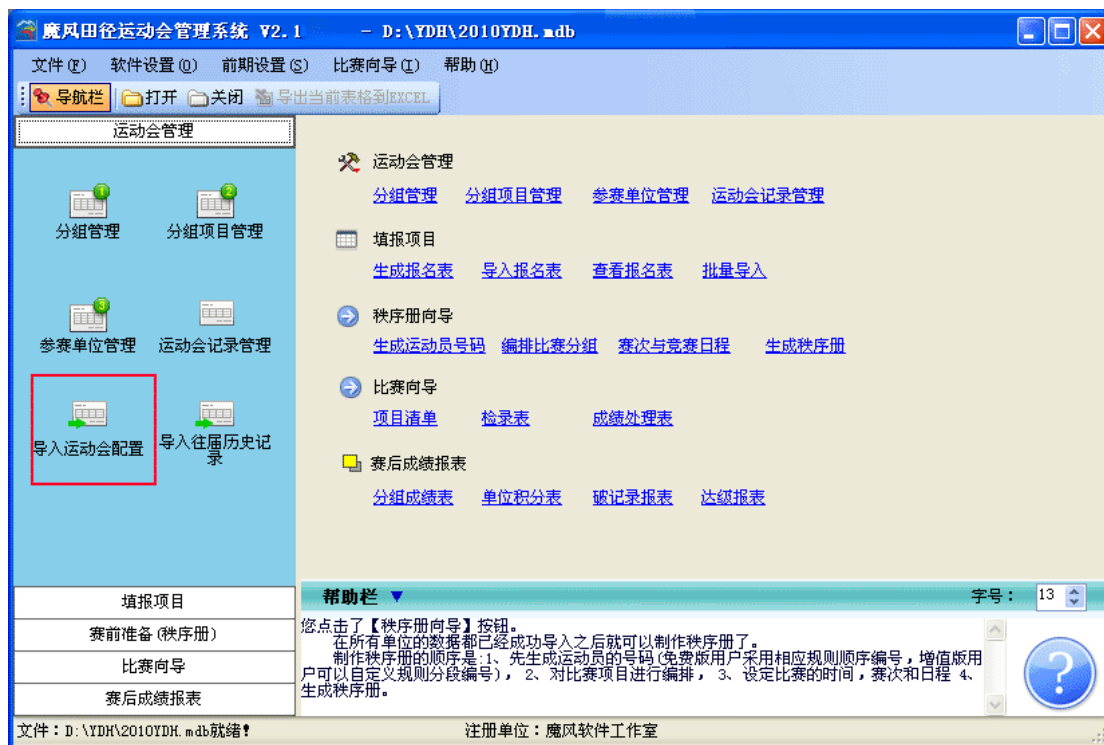 魔风田径运动会管理系统 V2.1 - D:\YDH\2010YDH.mdb
文件(F) 软件设置(O) 前期设置(S) 比赛向导(I) 帮助(H)
导航栏 打开 关闭 导出当前表格到EXCEL
运动会管理
1 2
分组管理 分组项目管理
3
参赛单位管理 运动会记录管理
导入运动会配置 导入往届历史记
录
填报项目
赛前准备(秩序册)
比赛向导
赛后成绩报表
运动会管理
分组管理 分组项目管理 参赛单位管理 运动会记录管理
填报项目
生成报名表 导入报名表 查看报名表 批量导入
秩序册向导
生成运动员号码 编排比赛分组 赛次与竞赛日程 生成秩序册
比赛向导
项目清单 检录表 成绩处理表
赛后成绩报表
分组成绩表 单位积分表 破记录报表 达级报表
帮助栏 ▼ 字号: 13
您点击了【秩序册向导】按钮。
在所有单位的数据都已经成功导入之后就可以制作秩序册了。
制作秩序册的顺序是:1、先生成运动员的号码(免费版用户采用相应规则顺序编号,增值版用
户可以自定义规则分段编号), 2、对比赛项目进行编排, 3、设定比赛的时间,赛次和日程 4、
生成秩序册。
?
文件:D:\YDH\2010YDH.mdb就绪! 注册单位:魔风软件工作室